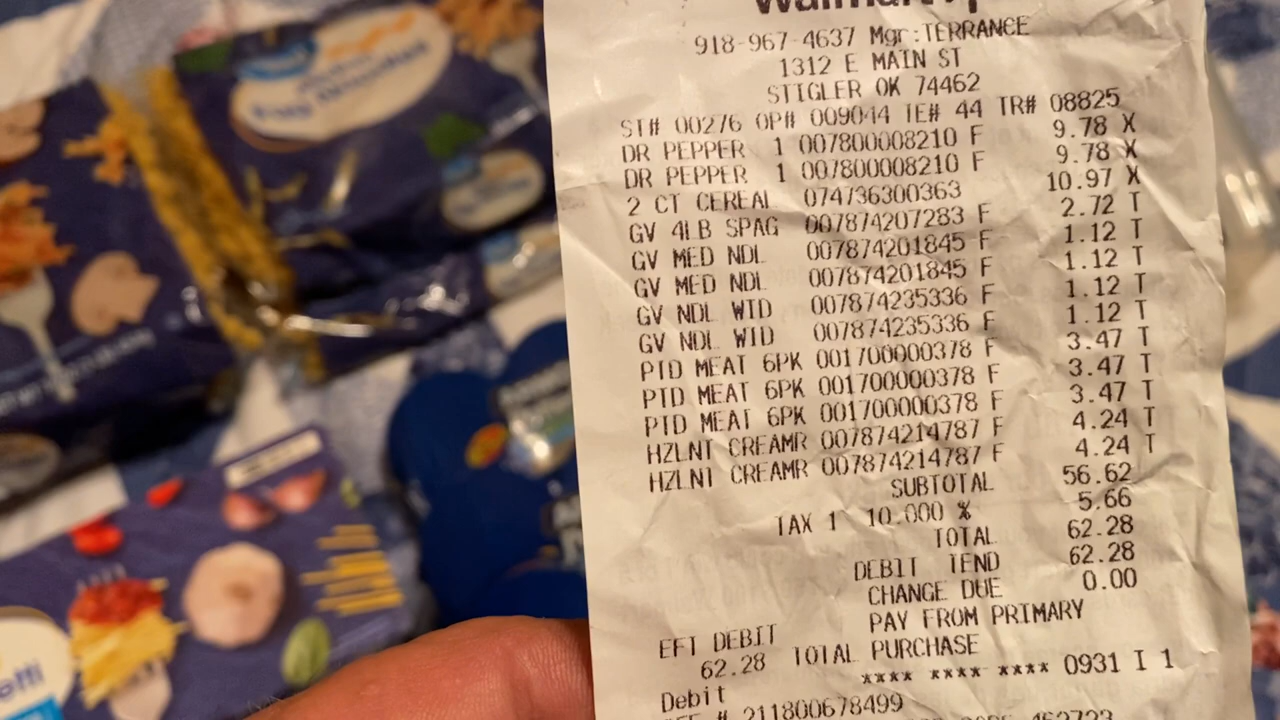 Walmart
918-967-4637 Mgr:TERRANCE
1312 E MAIN ST
STIGLER OK 74462
ST# 00276 OP# 009044 TE# 44 TR# 08825
DR PEPPER 1 007800008210 F 9.78 X
DR PEPPER 1 007800008210 F 9.78 X
2 CT CEREAL 074736300363 10.97 X
GV 4LB SPAG 007874207283 F 2.72 T
GV MED NDL 007874201845 F 1.12 T
GV MED NDL 007874201845 F 1.12 T
GV NDL WID 007874235336 F 1.12 T
GV NDL WID 007874235336 F 1.12 T
PTD MEAT 6PK 001700000378 F 3.47 T
PTD MEAT 6PK 001700000378 F 3.47 T
PTD MEAT 6PK 001700000378 F 3.47 T
HZLNT CREAMR 007874214787 F 4.24 T
HZLNT CREAMR 007874214787 F 4.24 T
SUBTOTAL 56.62
TAX 1 10.000 % 5.66
TOTAL 62.28
DEBIT TEND 62.28
CHANGE DUE 0.00
EFT DEBIT PAY FROM PRIMARY
62.28 TOTAL PURCHASE
Debit **** **** **** 0931 I 1
211800678499